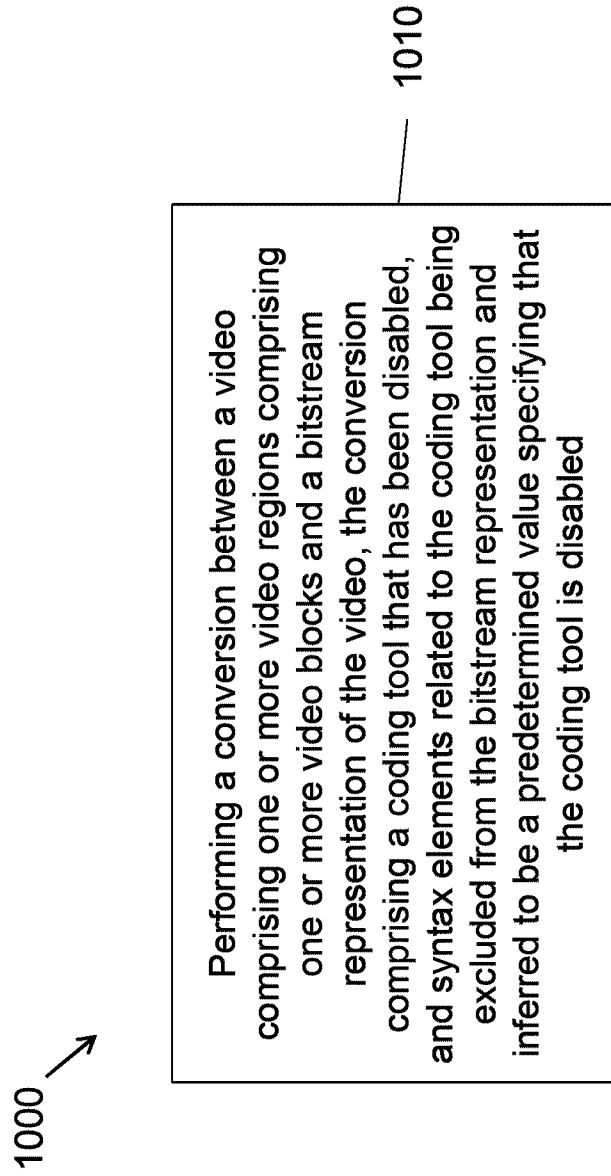 1000
Performing a conversion between a video
comprising one or more video regions comprising
one or more video blocks and a bitstream
representation of the video, the conversion
comprising a coding tool that has been disabled,
and syntax elements related to the coding tool being
excluded from the bitstream representation and
inferred to be a predetermined value specifying that
the coding tool is disabled
1010